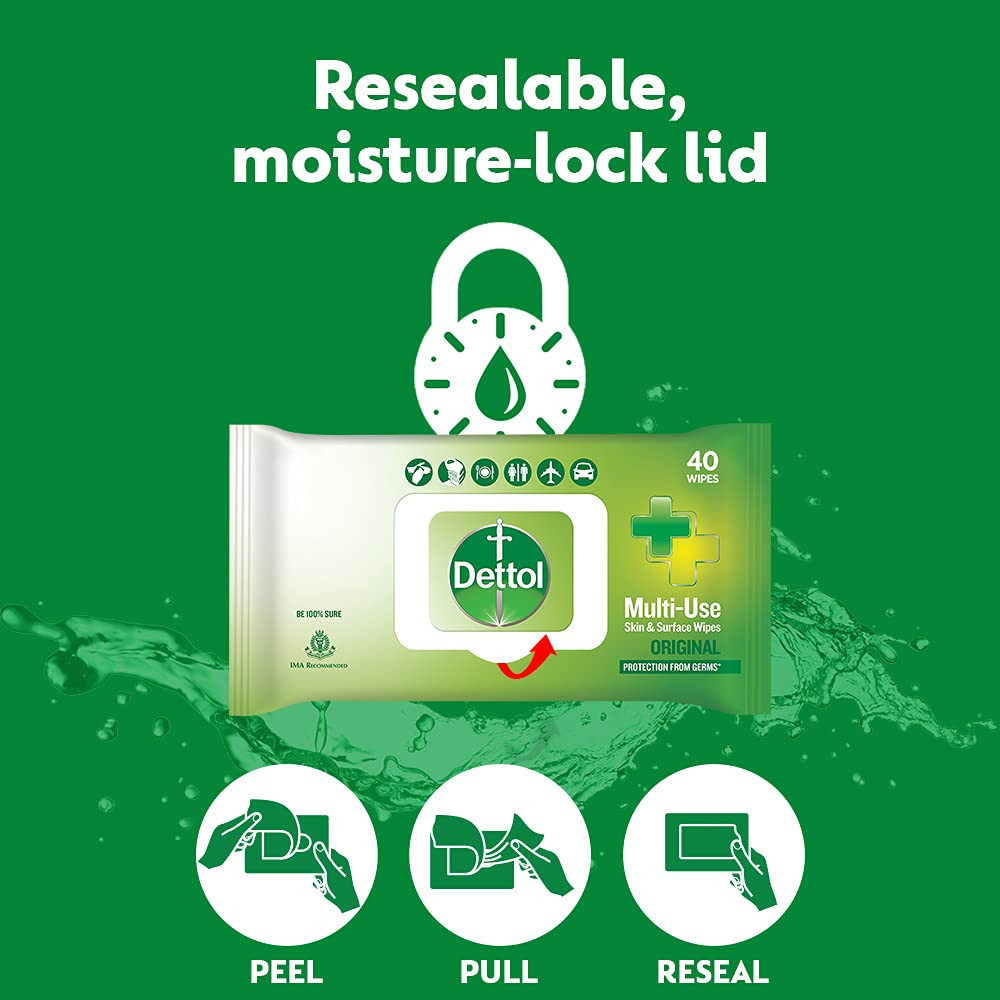 Resealable,
moisture-lock lid
40
WIPES
Dettol
BE 100% SURE
IMA RECOMMENDED
Multi-Use
Skin & Surface Wipes
ORIGINAL
PROTECTION FROM GERMS*
PEEL
PULL
RESEAL